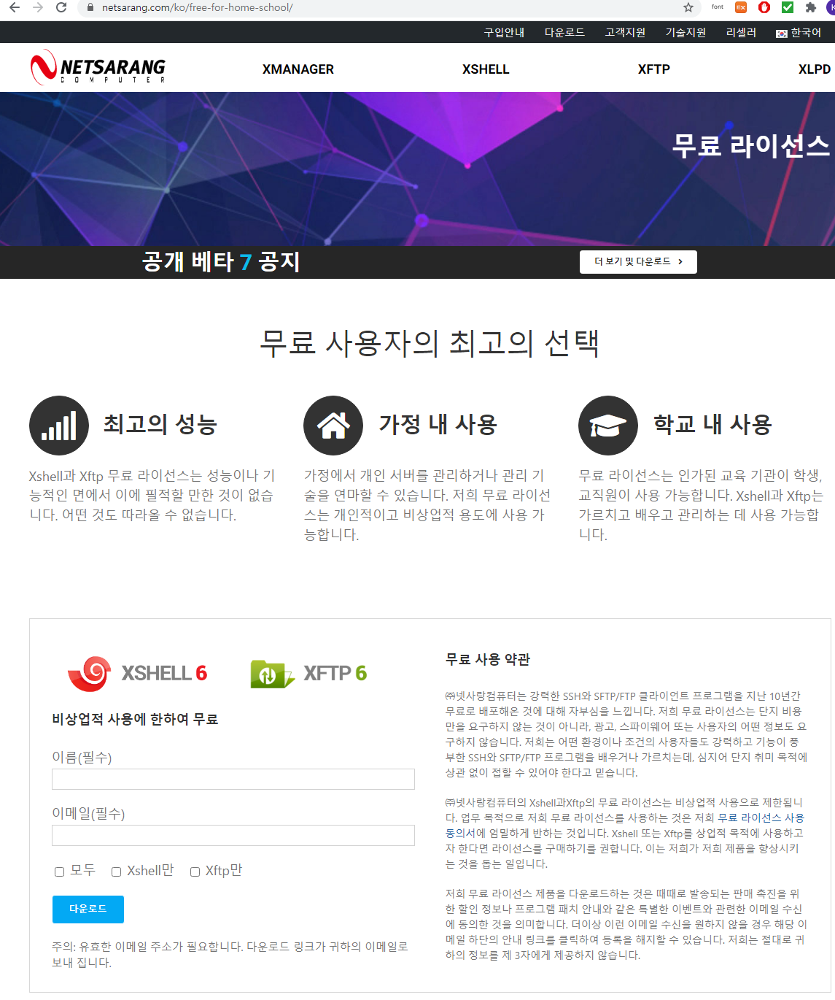 netsarang.com/ko/free-for-home-school/
font
구입안내 다운로드 고객지원 기술지원 리셀러 한국어
NETSARANG
COMPUTER
XMANAGER XSHELL XFTP XLPD
무료 라이선스
공개 베타 7 공지
더 보기 및 다운로드
무료 사용자의 최고의 선택
최고의 성능
Xshell과 Xftp 무료 라이선스는 성능이나 기
능적인 면에서 이에 필적할 만한 것이 없습
니다. 어떤 것도 따라올 수 없습니다.
가정 내 사용
가정에서 개인 서버를 관리하거나 관리 기
술을 연마할 수 있습니다. 저희 무료 라이선
스는 개인적이고 비상업적 용도에 사용 가
능합니다.
학교 내 사용
무료 라이선스는 인가된 교육 기관이 학생,
교직원이 사용 가능합니다. Xshell과 Xftp는
가르치고 배우고 관리하는 데 사용 가능합
니다.
XSHELL 6 XFTP 6
비상업적 사용에 한하여 무료
이름(필수)
이메일(필수)
모두 Xshell만 Xftp만
다운로드
주의: 유효한 이메일 주소가 필요합니다. 다운로드 링크가 귀하의 이메일로
보내 집니다.
무료 사용 약관
㈜넷사랑컴퓨터는 강력한 SSH와 SFTP/FTP 클라이언트 프로그램을 지난 10년간
무료로 배포해온 것에 대해 자부심을 느낍니다. 저희 무료 라이선스는 단지 비용
만을 요구하지 않는 것이 아니라, 광고, 스파이웨어 또는 사용자의 어떤 정보도 요
구하지 않습니다. 저희는 어떤 환경이나 조건의 사용자들도 강력하고 기능이 풍
부한 SSH와 SFTP/FTP 프로그램을 배우거나 가르치는데, 심지어 단지 취미 목적에
상관 없이 접할 수 있어야 한다고 믿습니다.
㈜넷사랑컴퓨터의 Xshell과Xftp의 무료 라이선스는 비상업적 사용으로 제한됩니
다. 업무 목적으로 저희 무료 라이선스를 사용하는 것은 저희 무료 라이선스 사용
동의서에 엄밀하게 반하는 것입니다. Xshell 또는 Xftp를 상업적 목적에 사용하고
자 한다면 라이선스를 구매하기를 권합니다. 이는 저희가 저희 제품을 향상시키
는 것을 돕는 일입니다.
저희 무료 라이선스 제품을 다운로드하는 것은 때때로 발송되는 판매 촉진을 위
한 할인 정보나 프로그램 패치 안내와 같은 특별한 이벤트와 관련한 이메일 수신
에 동의한 것을 의미합니다. 더이상 이런 이메일 수신을 원하지 않을 경우 해당 이
메일 하단의 안내 링크를 클릭하여 등록을 해지할 수 있습니다. 저희는 절대로 귀
하의 정보를 제 3자에게 제공하지 않습니다.